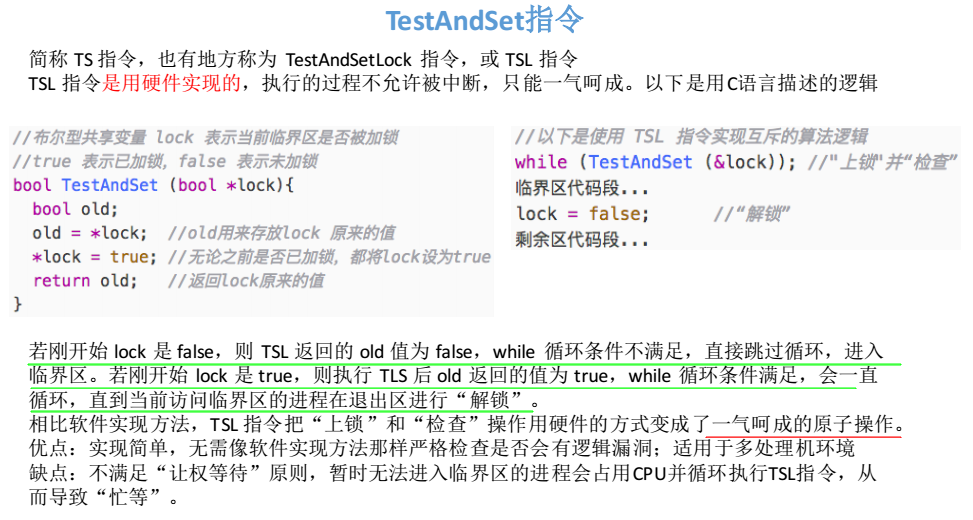 TestAndSet指令
简称 TS 指令，也有地方称为 TestAndSetLock 指令，或 TSL 指令
TSL 指令是用硬件实现的，执行的过程不允许被中断，只能一气呵成。以下是用C语言描述的逻辑
//布尔型共享变量 lock 表示当前临界区是否被加锁
//true 表示已加锁，false 表示未加锁
bool TestAndSet (bool *lock){
bool old;
old = *lock; //old用来存放lock 原来的值
*lock = true; //无论之前是否已加锁，都将lock设为true
return old; //返回lock原来的值
}
//以下是使用 TSL 指令实现互斥的算法逻辑
while (TestAndSet (&lock)); //"上锁"并“检查”
临界区代码段...
lock = false; //“解锁”
剩余区代码段...
若刚开始 lock 是 false，则 TSL 返回的 old 值为 false，while 循环条件不满足，直接跳过循环，进入
临界区。若刚开始 lock 是 true，则执行 TLS 后 old 返回的值为 true，while 循环条件满足，会一直
循环，直到当前访问临界区的进程在退出区进行“解锁”。
相比软件实现方法，TSL 指令把“上锁”和“检查”操作用硬件的方式变成了一气呵成的原子操作。
优点：实现简单，无需像软件实现方法那样严格检查是否会有逻辑漏洞；适用于多处理机环境
缺点：不满足“让权等待”原则，暂时无法进入临界区的进程会占用CPU并循环执行TSL指令，从
而导致“忙等”。